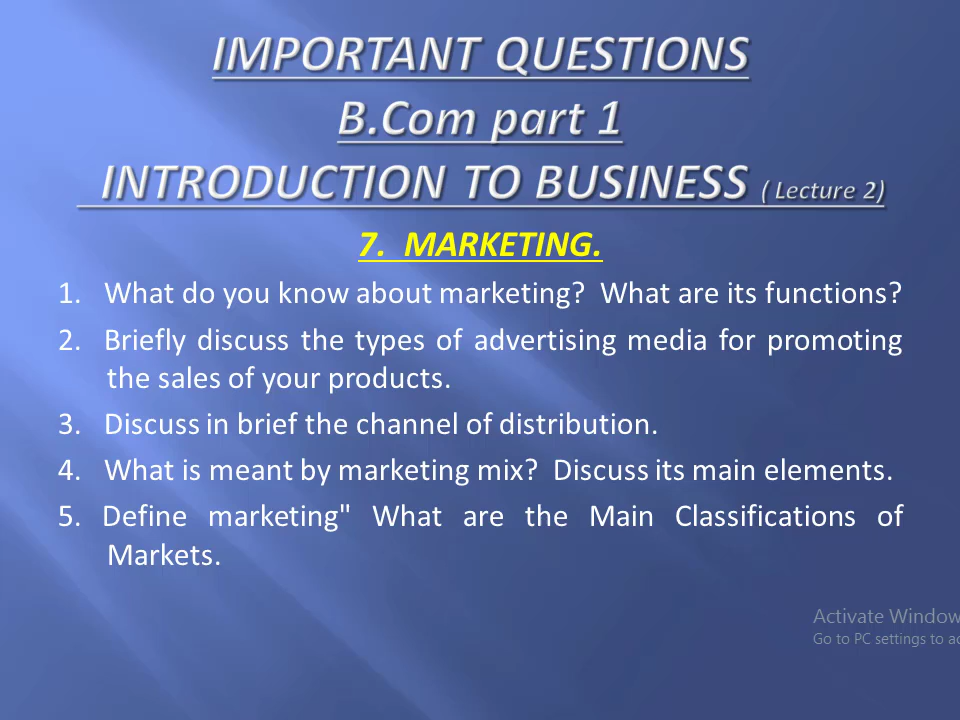 IMPORTANT QUESTIONS
B.Com part 1
INTRODUCTION TO BUSINESS ( Lecture 2)
7. MARKETING.
1. What do you know about marketing? What are its functions?
2. Briefly discuss the types of advertising media for promoting
the sales of your products.
3. Discuss in brief the channel of distribution.
4. What is meant by marketing mix? Discuss its main elements.
5. Define marketing" What are the Main Classifications of
Markets.
Activate Window
Go to PC settings to ac